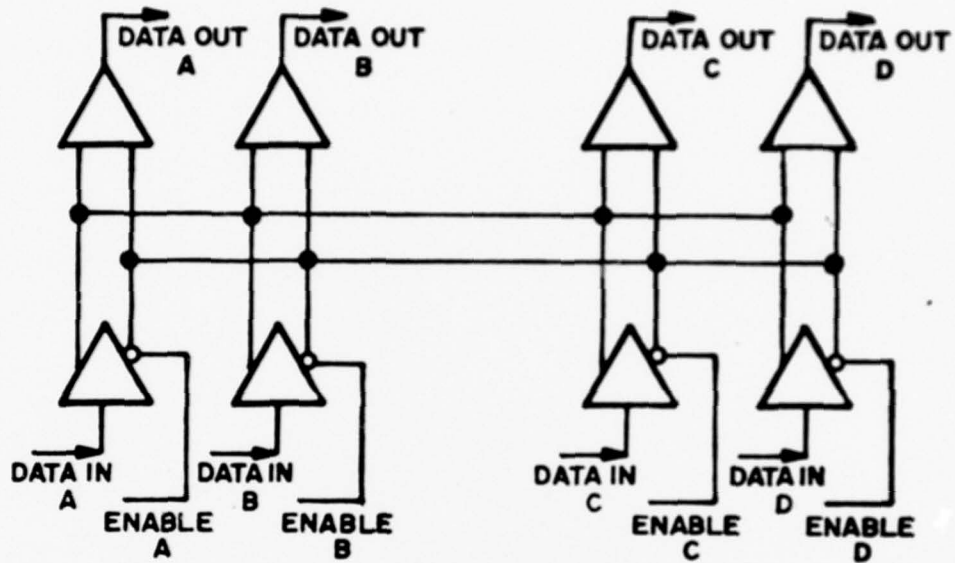 DATA OUT
A
DATA OUT
B
DATA OUT
C
DATA OUT
D
DATA IN
A
ENABLE
A
DATA IN
B
ENABLE
B
DATA IN
C
ENABLE
C
DATA IN
D
ENABLE
D